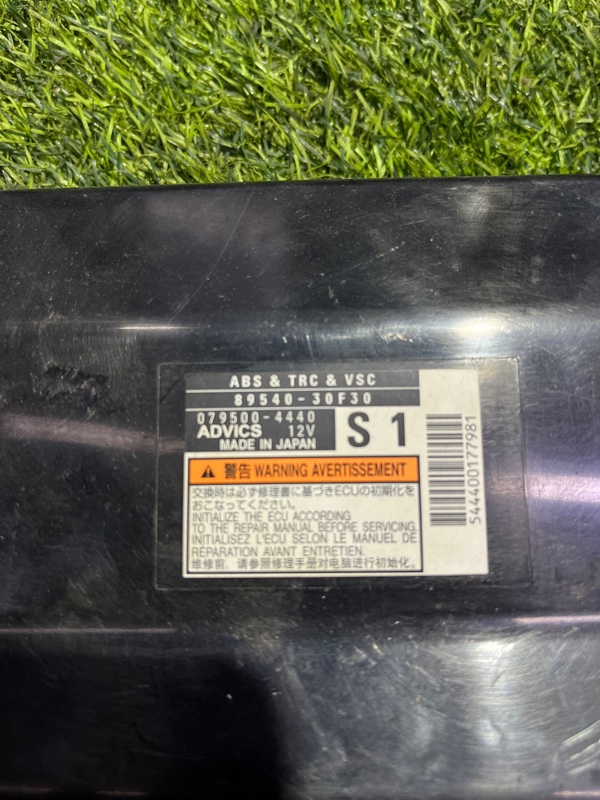 ABS & TRC & VSC
89540-30F30
079500-4440
ADVICS 12V
MADE IN JAPAN
S 1
警告 WARNING AVERTISSEMENT
交換時は必ず修理書に基づきECUの初期化を
おこなってください。
INITIALIZE THE ECU ACCORDING
TO THE REPAIR MANUAL BEFORE SERVICING.
INITIALISEZ L'ECU SELON LE MANUEL DE
RÉPARATION AVANT ENTRETIEN.
维修前，请参照修理手册对电脑进行初始化。
544400177981